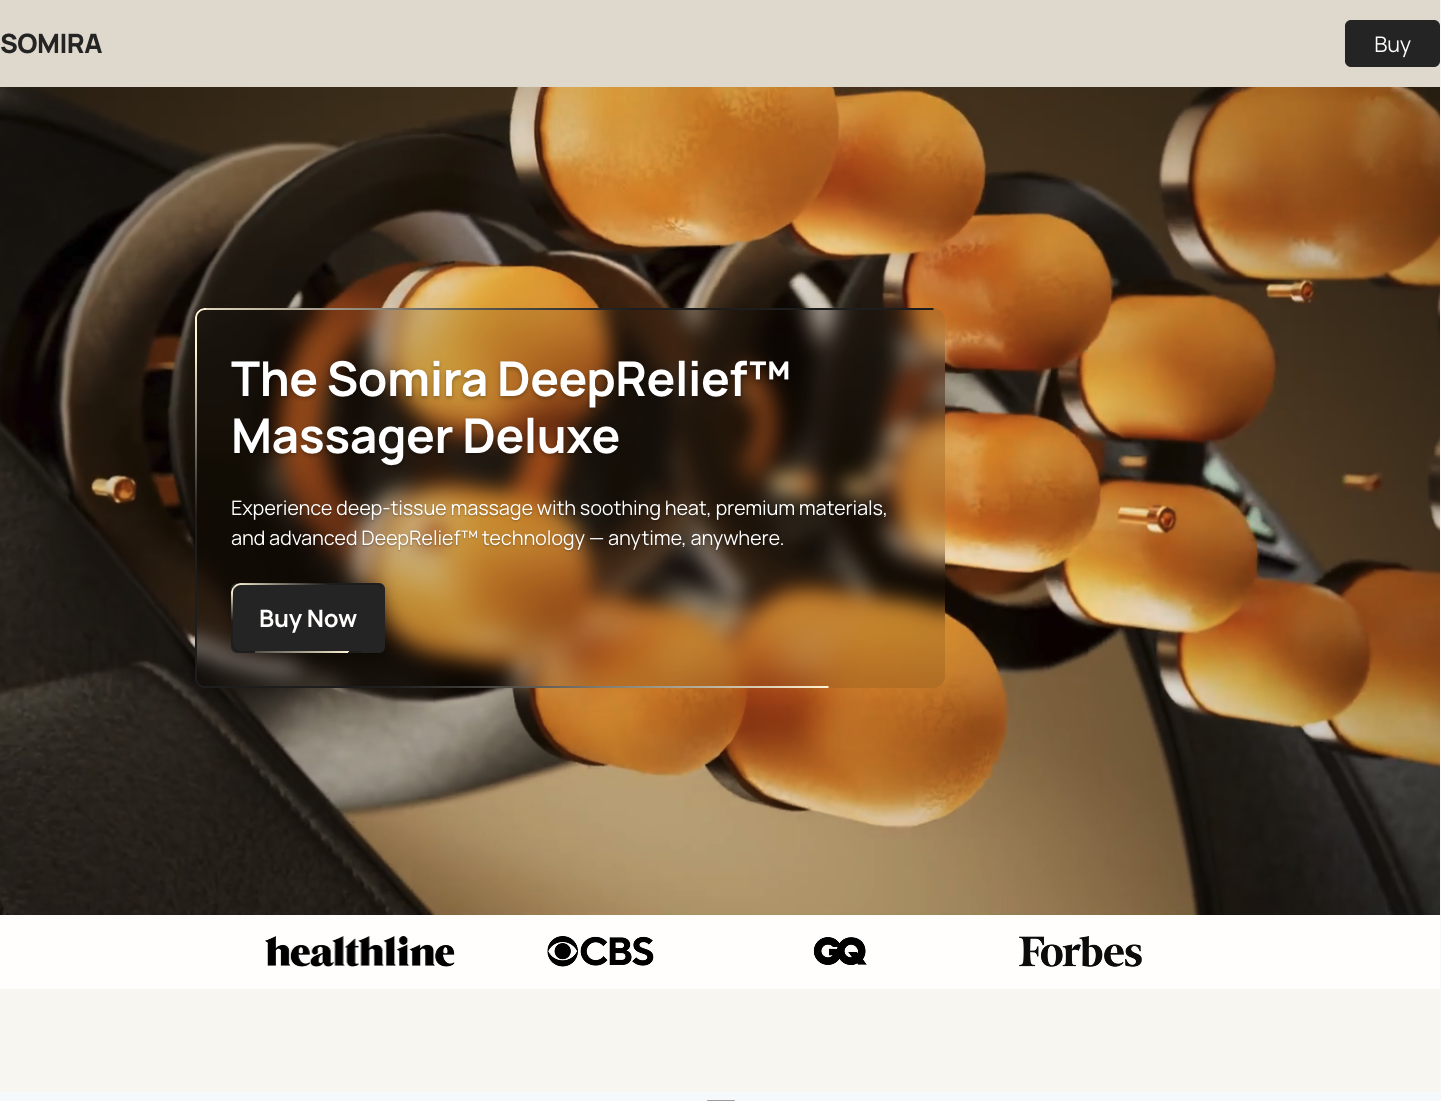 SOMIRA
Buy
The Somira DeepRelief™
Massager Deluxe
Experience deep-tissue massage with soothing heat, premium materials,
and advanced DeepRelief™ technology — anytime, anywhere.
Buy Now
healthline
CBS
GQ
Forbes